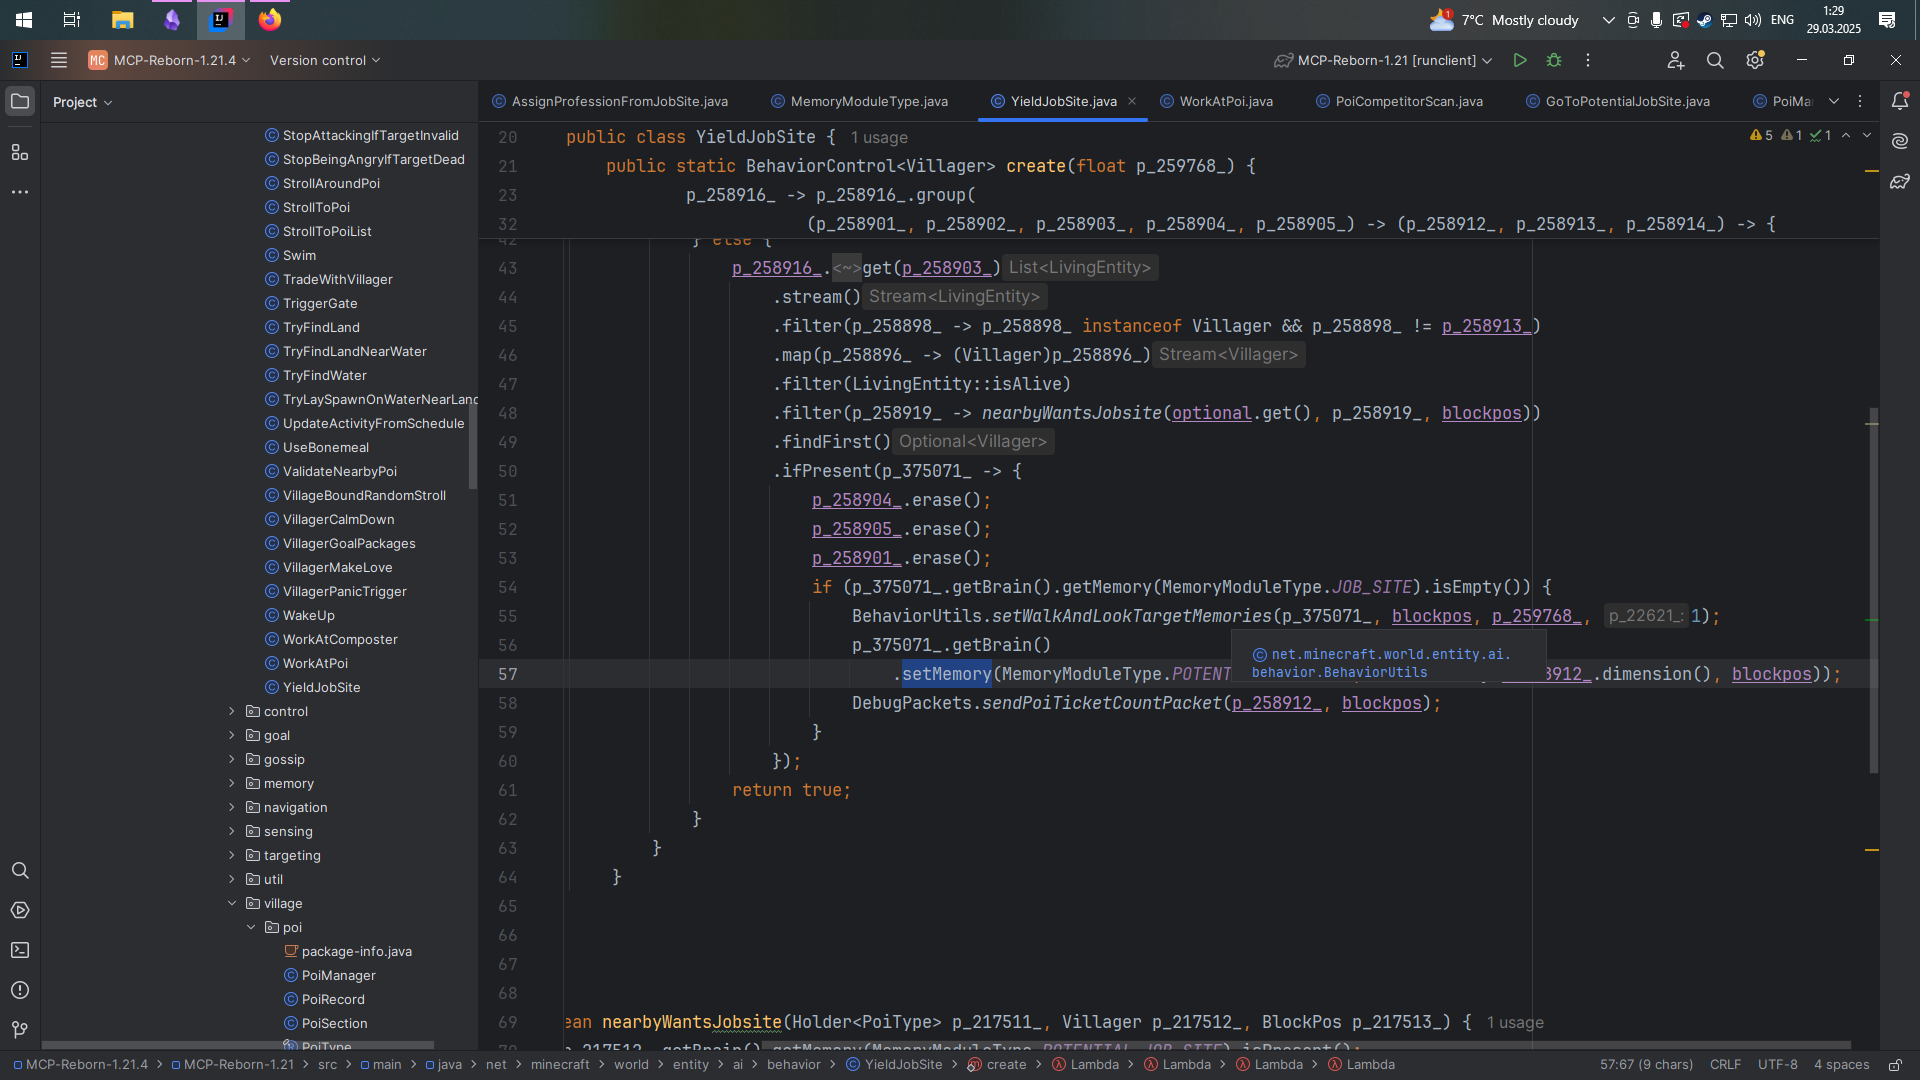 1
7°C Mostly cloudy
ENG
1:29
29.03.2025
MC
MCP-Reborn-1.21.4
Version control
MCP-Reborn-1.21 [runclient]
Project
AssignProfessionFromJobSite.java
MemoryModuleType.java
YieldJobSite.java
WorkAtPoi.java
PoiCompetitorScan.java
GoToPotentialJobSite.java
PoiMa
StopAttackingIfTargetInvalid
StopBeingAngryIfTargetDead
StrollAroundPoi
StrollToPoi
StrollToPoiList
Swim
TradeWithVillager
TriggerGate
TryFindLand
TryFindLandNearWater
TryFindWater
TryLaySpawnOnWaterNearLand
UpdateActivityFromSchedule
UseBonemeal
ValidateNearbyPoi
VillageBoundRandomStroll
VillagerCalmDown
VillagerGoalPackages
VillagerMakeLove
VillagerPanicTrigger
WakeUp
WorkAtComposter
WorkAtPoi
YieldJobSite
control
goal
gossip
memory
navigation
sensing
targeting
util
village
poi
package-info.java
PoiManager
PoiRecord
PoiSection
PoiType
5 1 1
20 public class YieldJobSite { 1 usage
21 public static BehaviorControl<Villager> create(float p_259768_) {
23 p_258916_ -> p_258916_.group(
32 (p_258901_, p_258902_, p_258903_, p_258904_, p_258905_) -> (p_258912_, p_258913_, p_258914_) -> {
42 } else {
43 p_258916_.<~>get(p_258903_) List<LivingEntity>
44 .stream() Stream<LivingEntity>
45 .filter(p_258898_ -> p_258898_ instanceof Villager && p_258898_ != p_258913_)
46 .map(p_258896_ -> (Villager)p_258896_) Stream<Villager>
47 .filter(LivingEntity::isAlive)
48 .filter(p_258919_ -> nearbyWantsJobsite(optional.get(), p_258919_, blockpos))
49 .findFirst() Optional<Villager>
50 .ifPresent(p_375071_ -> {
51 p_258904_.erase();
52 p_258905_.erase();
53 p_258901_.erase();
54 if (p_375071_.getBrain().getMemory(MemoryModuleType.JOB_SITE).isEmpty()) {
55 BehaviorUtils.setWalkAndLookTargetMemories(p_375071_, blockpos, p_259768_, p_22621_: 1);
56 p_375071_.getBrain()
57 .setMemory(MemoryModuleType.POTENT 8912_.dimension(), blockpos));
net.minecraft.world.entity.ai.
behavior.BehaviorUtils
58 DebugPackets.sendPoiTicketCountPacket(p_258912_, blockpos);
59 }
60 });
61 return true;
62 }
63 }
64 }
65
66
67
68
69 ean nearbyWantsJobsite(Holder<PoiType> p_217511_, Villager p_217512_, BlockPos p_217513_) { 1 usage
70 p_217512_.getBrain().getMemory(MemoryModuleType.POTENTIAL_JOB_SITE).isPresent();
MCP-Reborn-1.21.4 > MCP-Reborn-1.21 > src > main > java > net > minecraft > world > entity > ai > behavior > YieldJobSite > create > Lambda > Lambda > Lambda > Lambda
57:67 (9 chars) CRLF UTF-8 4 spaces